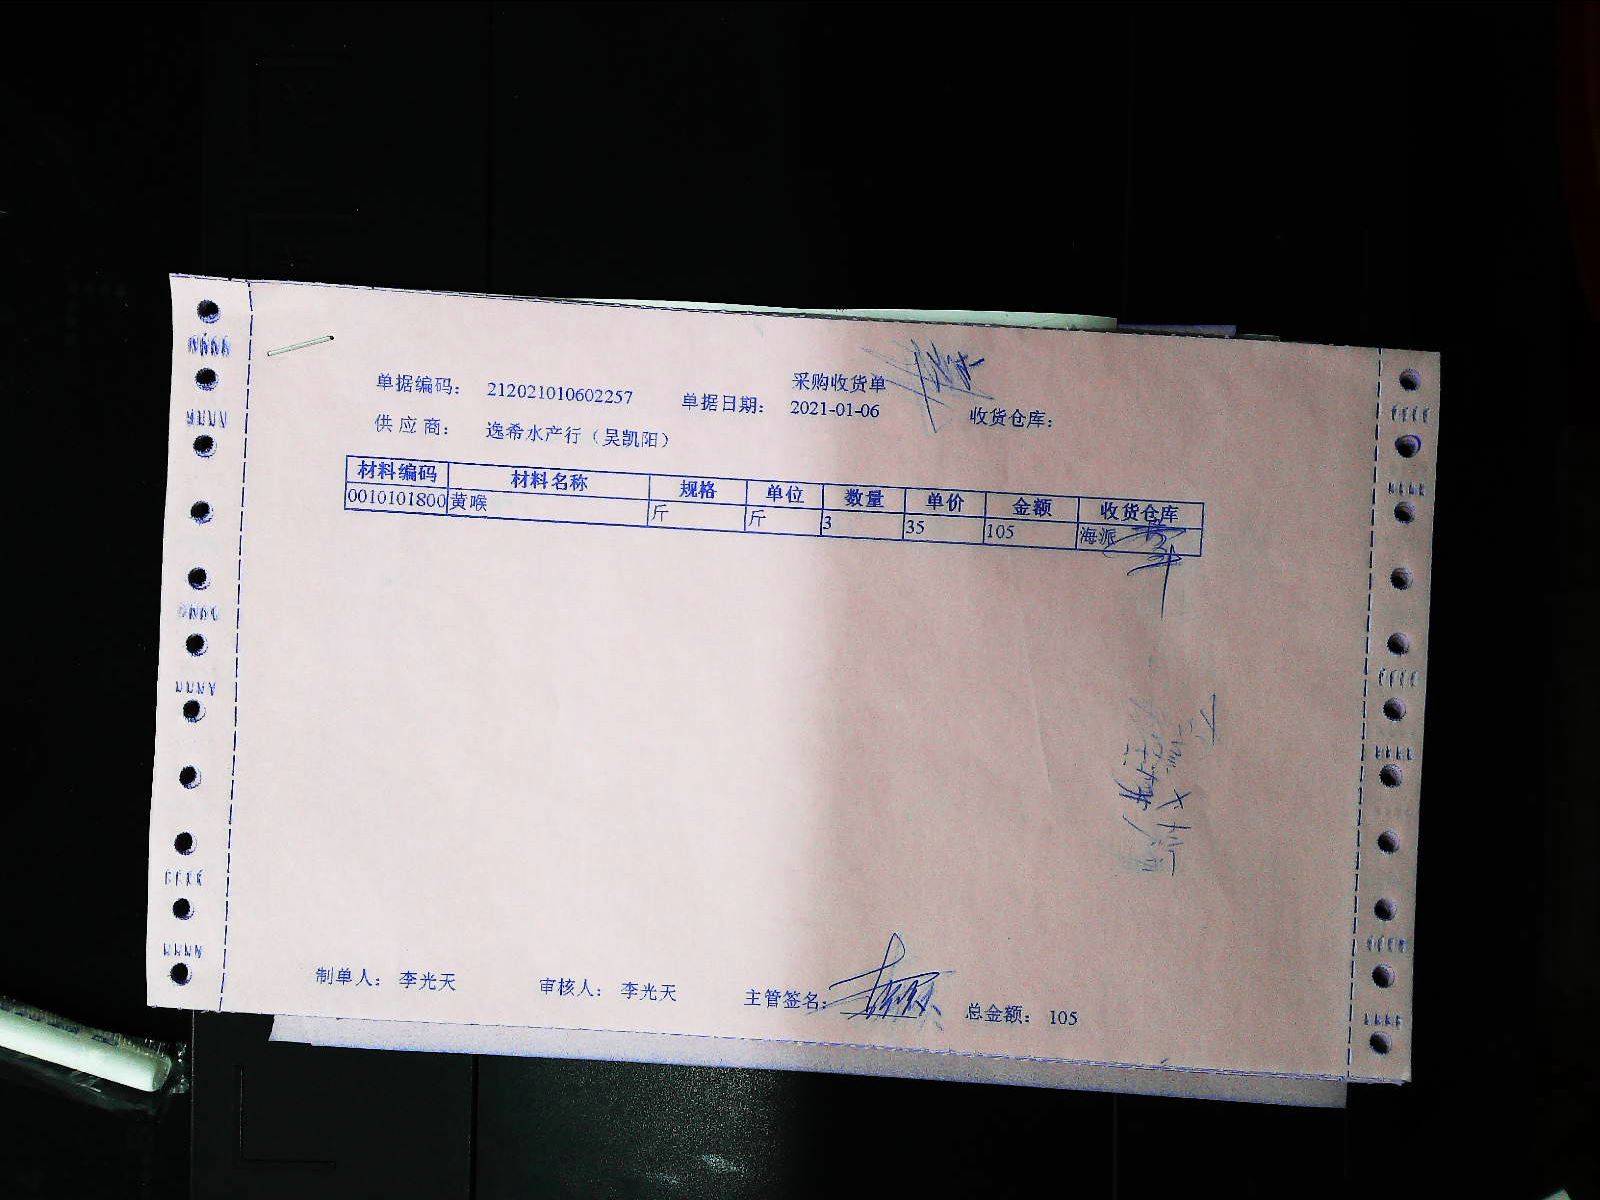 采购收货单
单据编码： 212021010602257 单据日期： 2021-01-06 收货仓库：
供 应 商： 逸希水产行（吴凯阳）
材料编码 材料名称 规格 单位 数量 单价 金额 收货仓库
0010101800 黄喉 斤 斤 3 35 105 海派
制单人： 李光天 审核人： 李光天 主管签名： 总金额： 105